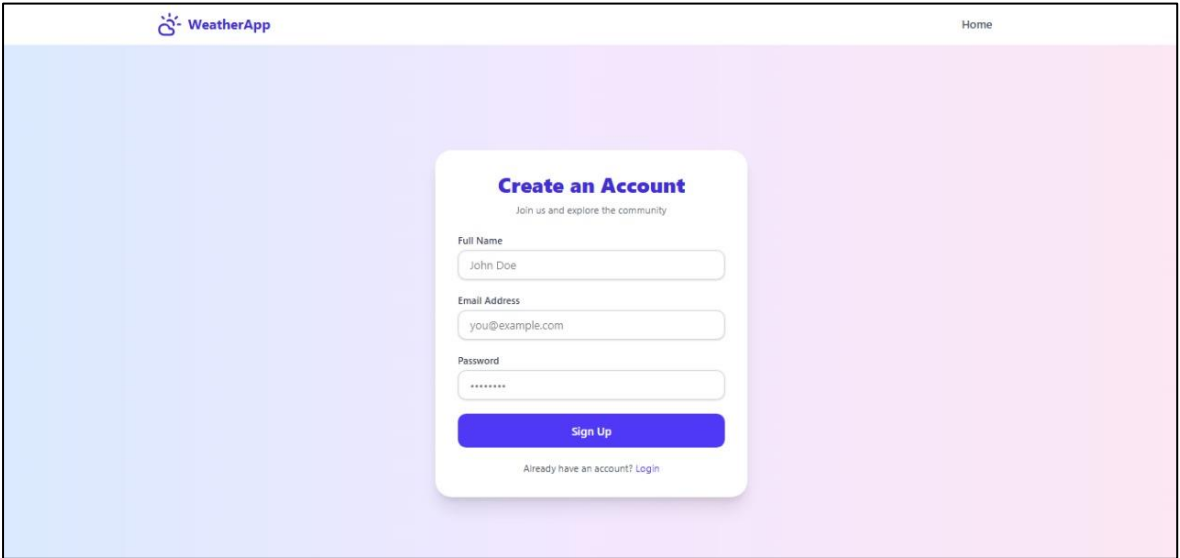 WeatherApp
Home
Create an Account
Join us and explore the community
Full Name
John Doe
Email Address
you@example.com
Password
••••••••
Sign Up
Already have an account? Login